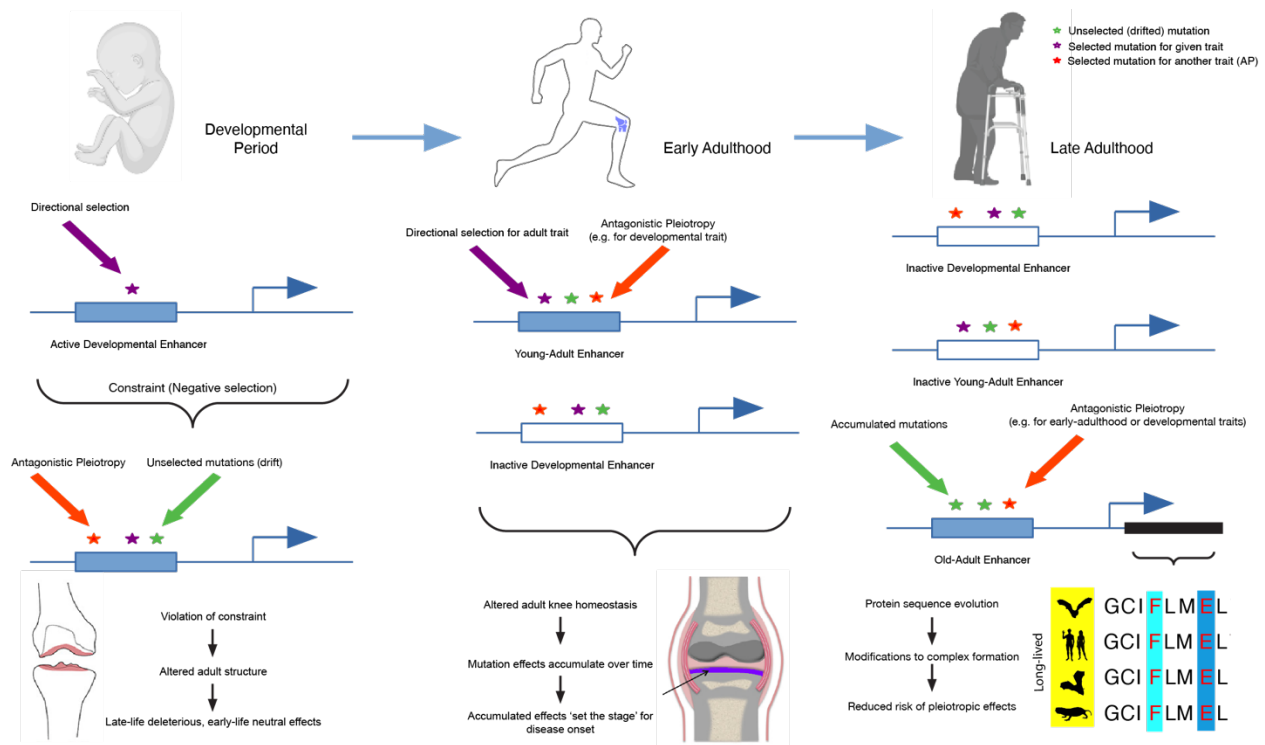 Unselected (drifted) mutation
Selected mutation for given trait
Selected mutation for another trait (AP)
Developmental
Period
Early Adulthood
Late Adulthood
Directional selection
Active Developmental Enhancer
Constraint (Negative selection)
Antagonistic Pleiotropy
Unselected mutations (drift)
Violation of constraint
Altered adult structure
Late-life deleterious, early-life neutral effects
Directional selection for adult trait
Antagonistic Pleiotropy
(e.g. for developmental trait)
Young-Adult Enhancer
Inactive Developmental Enhancer
Altered adult knee homeostasis
Mutation effects accumulate over time
Accumulated effects ‘set the stage’ for
disease onset
Inactive Developmental Enhancer
Inactive Young-Adult Enhancer
Accumulated mutations
Antagonistic Pleiotropy
(e.g. for early-adulthood or developmental traits)
Old-Adult Enhancer
Protein sequence evolution
Modifications to complex formation
Reduced risk of pleiotropic effects
Long-lived
GCIFLMEL
GCIFLMEL
GCIFLMEL
GCIFLMEL